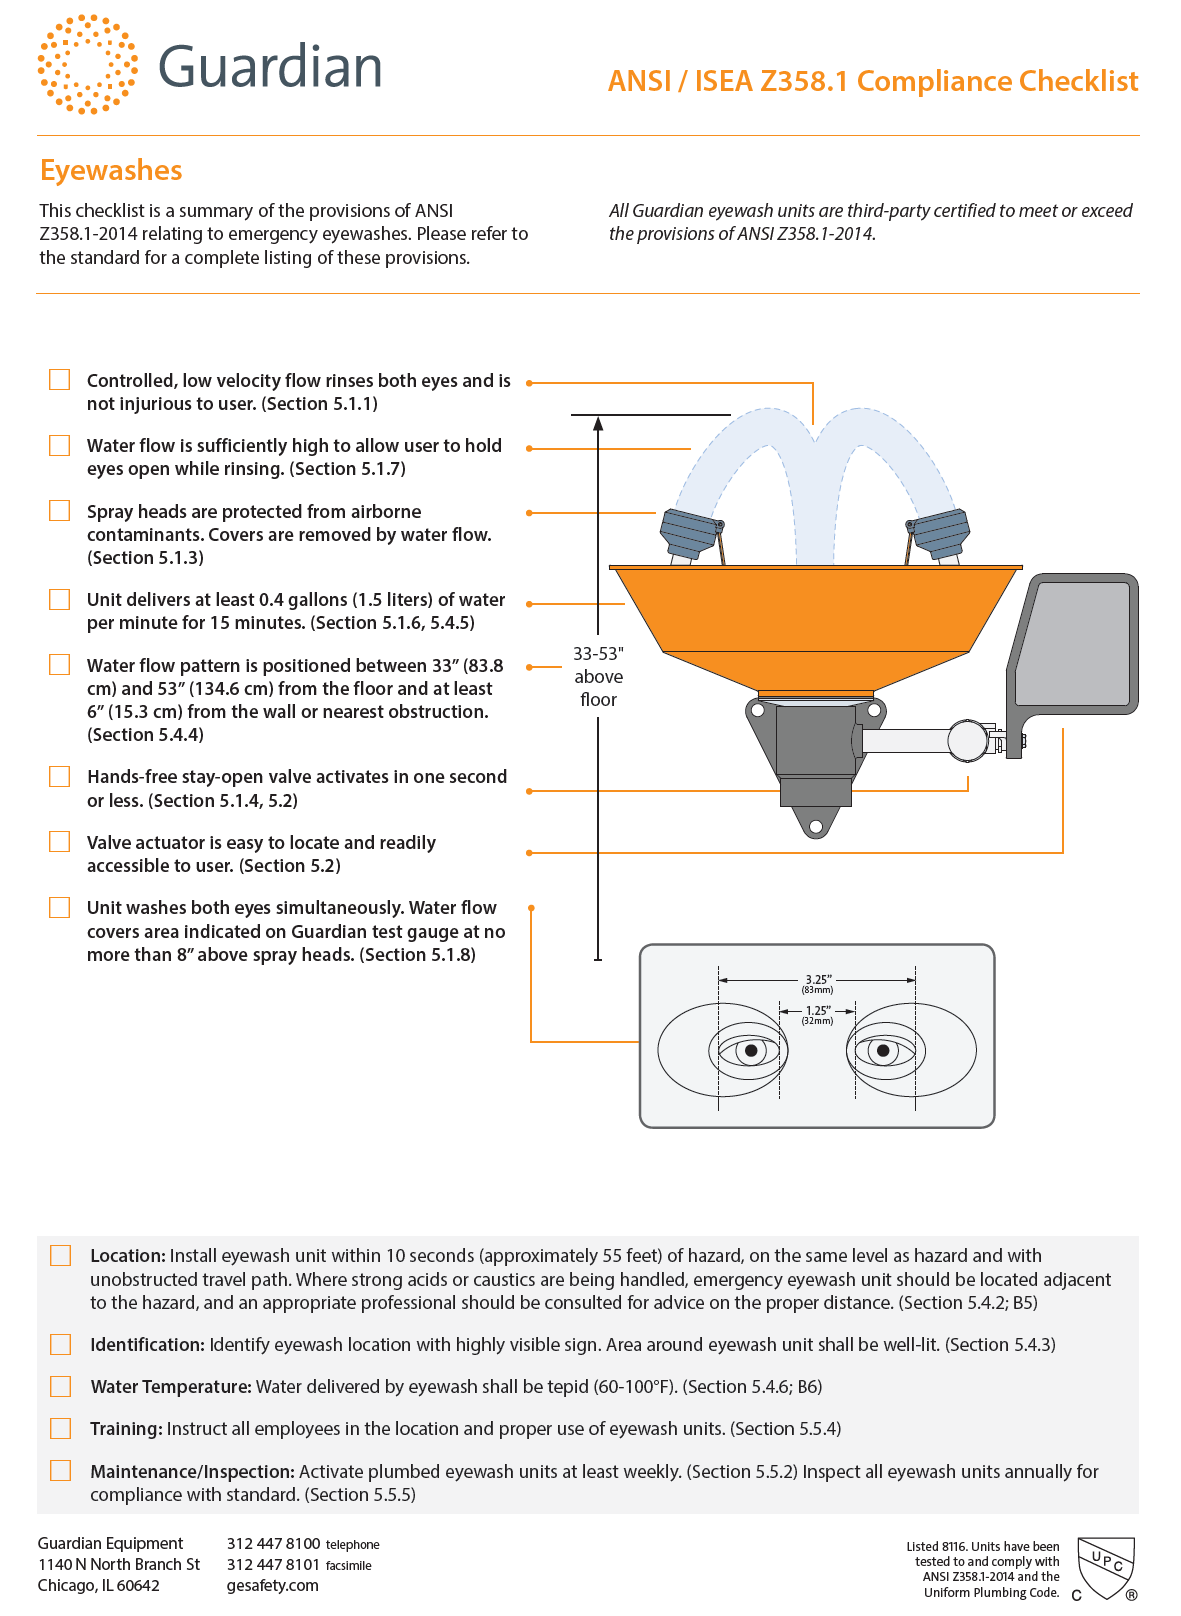 Guardian
ANSI / ISEA Z358.1 Compliance Checklist
Eyewashes
This checklist is a summary of the provisions of ANSI
Z358.1-2014 relating to emergency eyewashes. Please refer to
the standard for a complete listing of these provisions.
All Guardian eyewash units are third-party certified to meet or exceed
the provisions of ANSI Z358.1-2014.
Controlled, low velocity flow rinses both eyes and is
not injurious to user. (Section 5.1.1)
Water flow is sufficiently high to allow user to hold
eyes open while rinsing. (Section 5.1.7)
Spray heads are protected from airborne
contaminants. Covers are removed by water flow.
(Section 5.1.3)
Unit delivers at least 0.4 gallons (1.5 liters) of water
per minute for 15 minutes. (Section 5.1.6, 5.4.5)
Water flow pattern is positioned between 33” (83.8
cm) and 53” (134.6 cm) from the floor and at least
6” (15.3 cm) from the wall or nearest obstruction.
(Section 5.4.4)
Hands-free stay-open valve activates in one second
or less. (Section 5.1.4, 5.2)
Valve actuator is easy to locate and readily
accessible to user. (Section 5.2)
Unit washes both eyes simultaneously. Water flow
covers area indicated on Guardian test gauge at no
more than 8” above spray heads. (Section 5.1.8)
33-53"
above
floor
3.25”
(83mm)
1.25”
(32mm)
Location: Install eyewash unit within 10 seconds (approximately 55 feet) of hazard, on the same level as hazard and with
unobstructed travel path. Where strong acids or caustics are being handled, emergency eyewash unit should be located adjacent
to the hazard, and an appropriate professional should be consulted for advice on the proper distance. (Section 5.4.2; B5)
Identification: Identify eyewash location with highly visible sign. Area around eyewash unit shall be well-lit. (Section 5.4.3)
Water Temperature: Water delivered by eyewash shall be tepid (60-100°F). (Section 5.4.6; B6)
Training: Instruct all employees in the location and proper use of eyewash units. (Section 5.5.4)
Maintenance/Inspection: Activate plumbed eyewash units at least weekly. (Section 5.5.2) Inspect all eyewash units annually for
compliance with standard. (Section 5.5.5)
Guardian Equipment
1140 N North Branch St
Chicago, IL 60642
312 447 8100 telephone
312 447 8101 facsimile
gesafety.com
Listed 8116. Units have been
tested to and comply with
ANSI Z358.1-2014 and the
Uniform Plumbing Code.
UPC
C ®